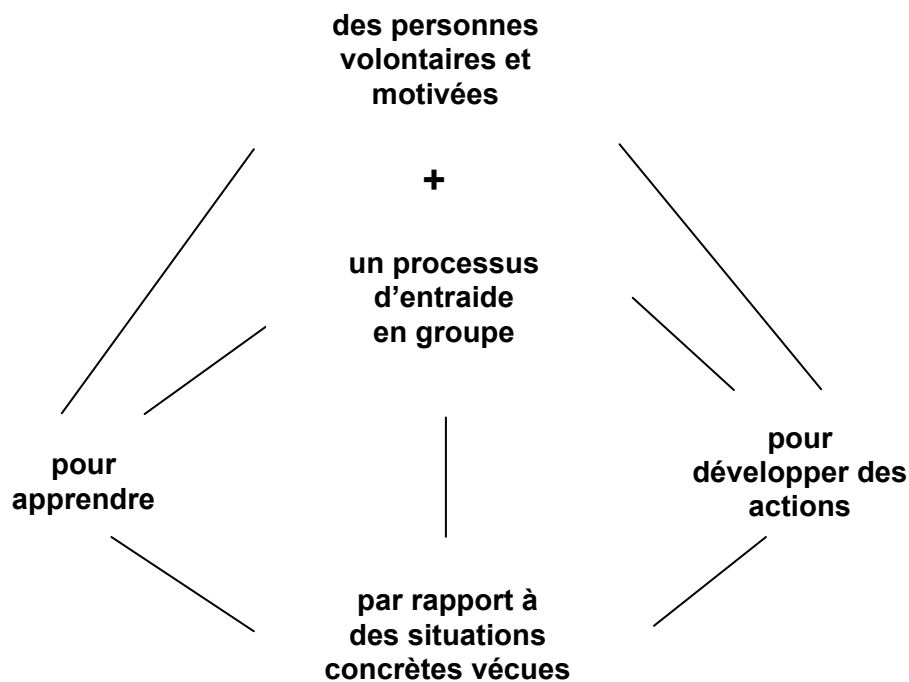 des personnes
volontaires et
motivées
+
un processus
d’entraide
en groupe
pour
apprendre
pour
développer des
actions
par rapport à
des situations
concrètes vécues